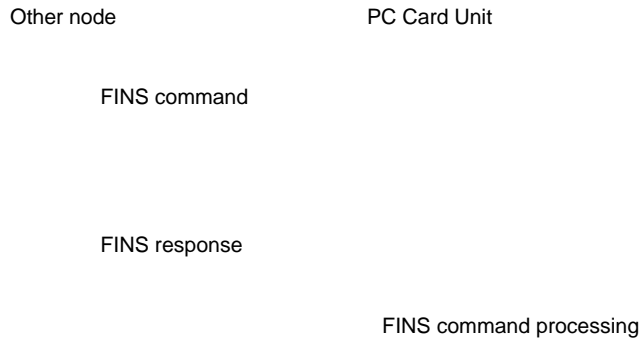 Other node PC Card Unit
FINS command
FINS response
FINS command processing